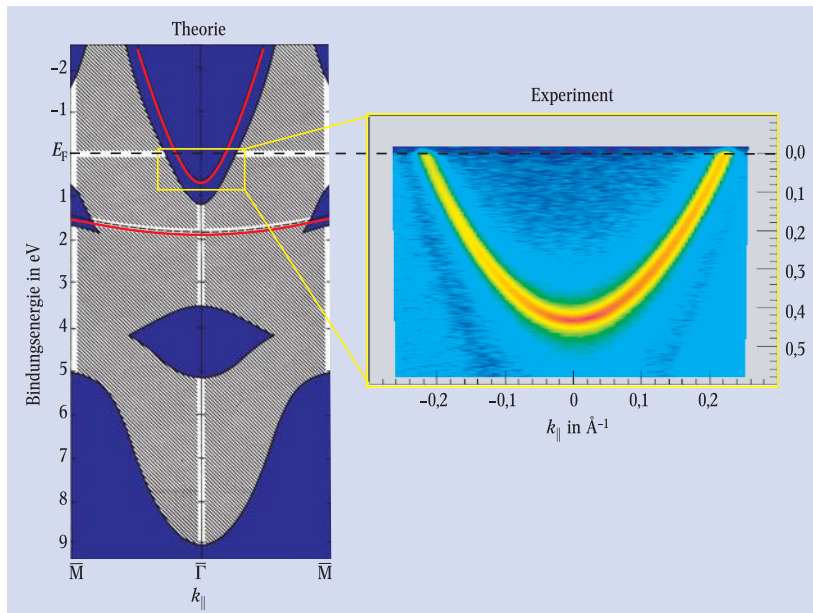 Theorie
Bindungsenergie in eV
–2
–1
E_F
1
2
3
4
5
6
7
8
9
M̅ Γ̅ M̅
k_∥
Experiment
0,0
0,1
0,2
0,3
0,4
0,5
–0,2 –0,1 0 0,1 0,2
k_∥ in Å⁻¹